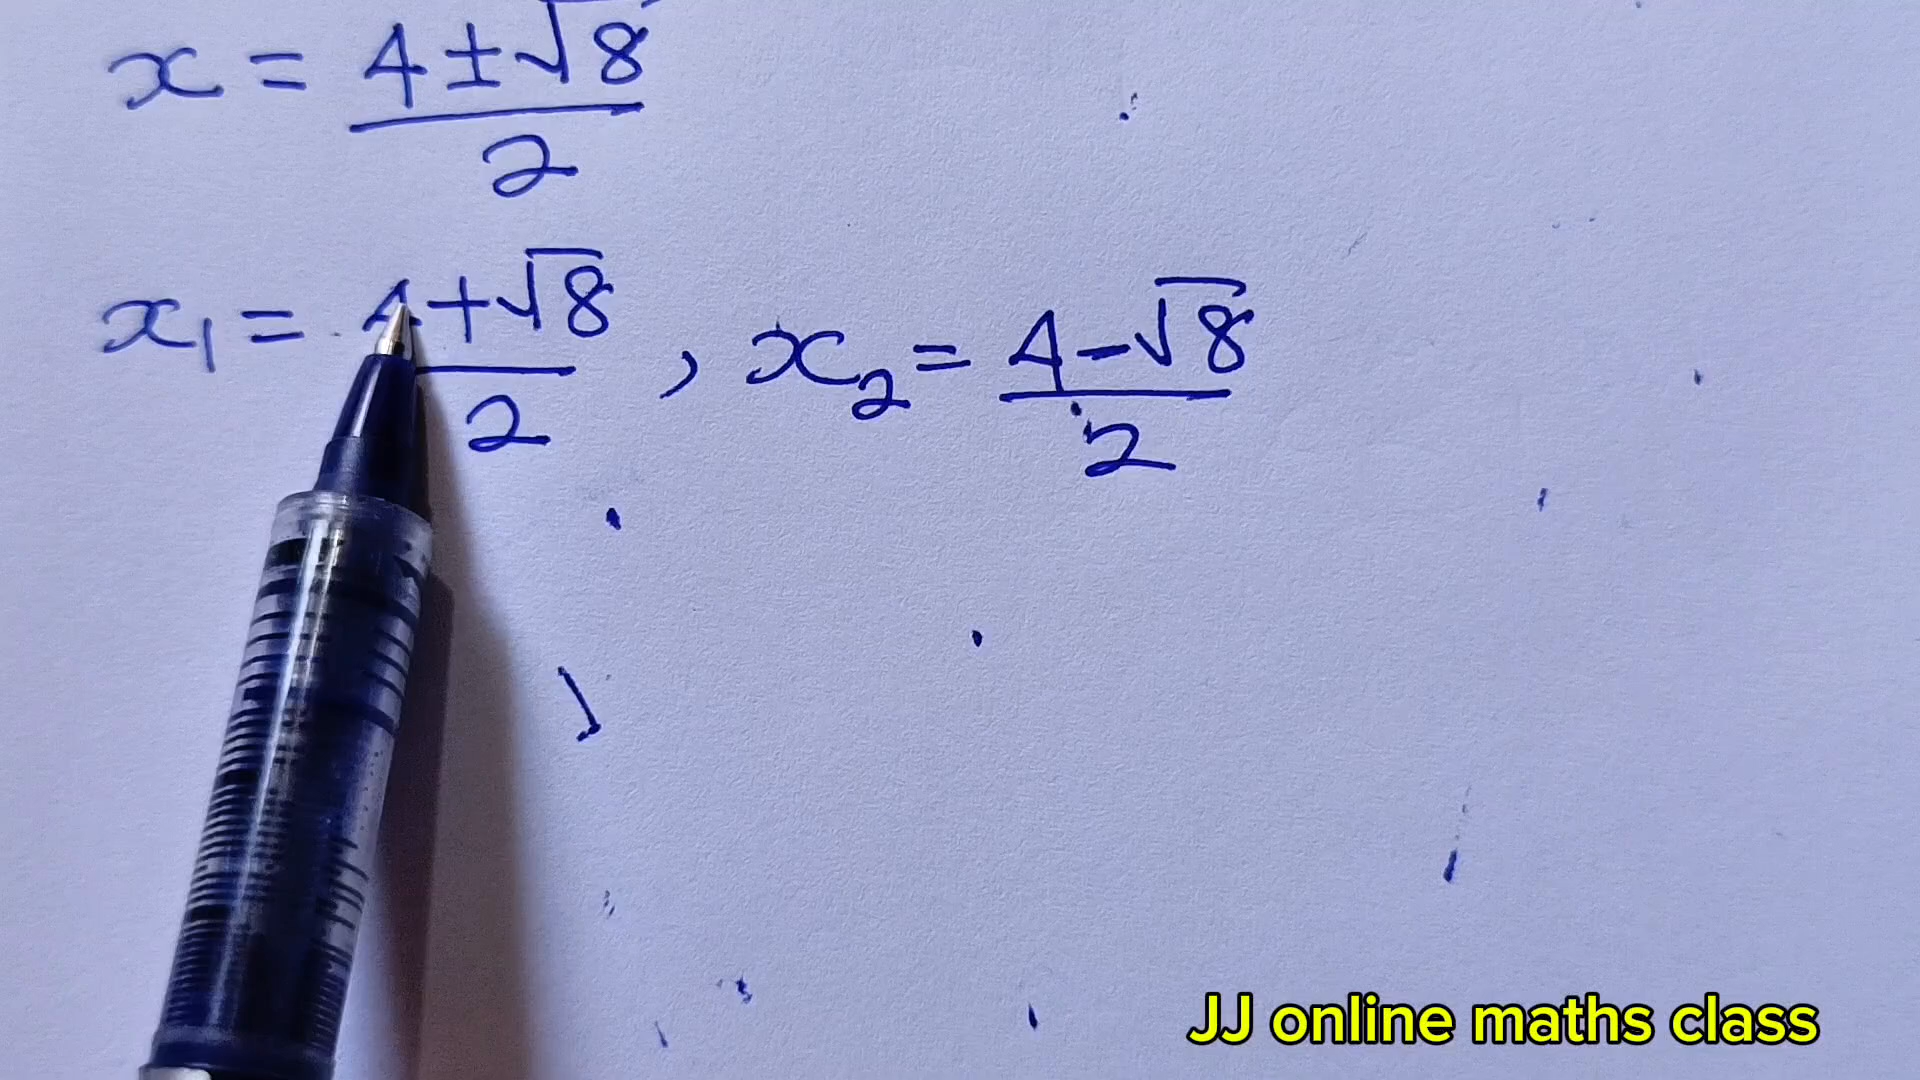 x = 4 ± √8 / 2
x₁ = 4 + √8 / 2 , x₂ = 4 - √8 / 2
JJ online maths class